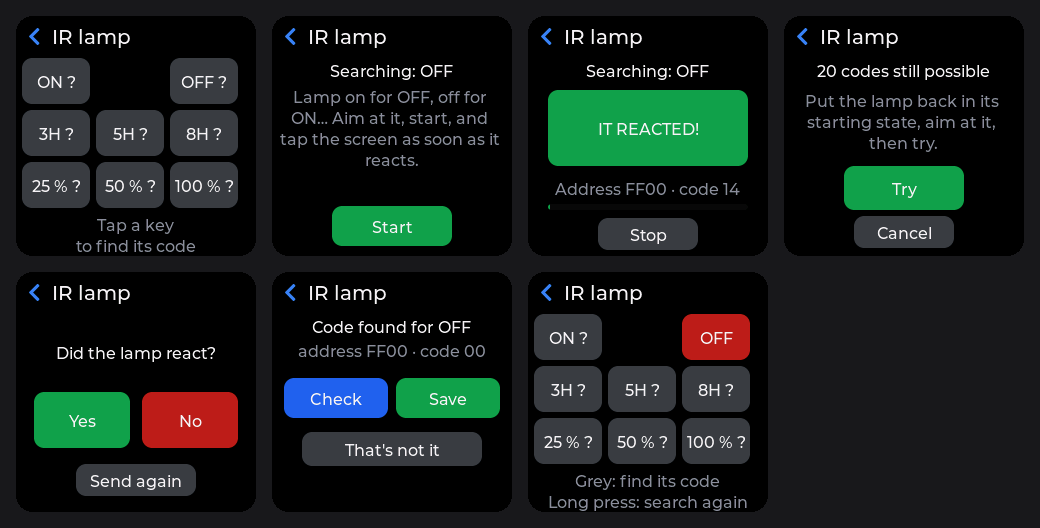 IR lamp
ON ?
OFF ?
3H ?
5H ?
8H ?
25 % ?
50 % ?
100 % ?
Tap a key
to find its code
IR lamp
Searching: OFF
Lamp on for OFF, off for
ON... Aim at it, start, and
tap the screen as soon as it
reacts.
Start
IR lamp
Searching: OFF
IT REACTED!
Address FF00 · code 14
Stop
IR lamp
20 codes still possible
Put the lamp back in its
starting state, aim at it,
then try.
Try
Cancel
IR lamp
Did the lamp react?
Yes
No
Send again
IR lamp
Code found for OFF
address FF00 · code 00
Check
Save
That's not it
IR lamp
ON ?
OFF
3H ?
5H ?
8H ?
25 % ?
50 % ?
100 % ?
Grey: find its code
Long press: search again